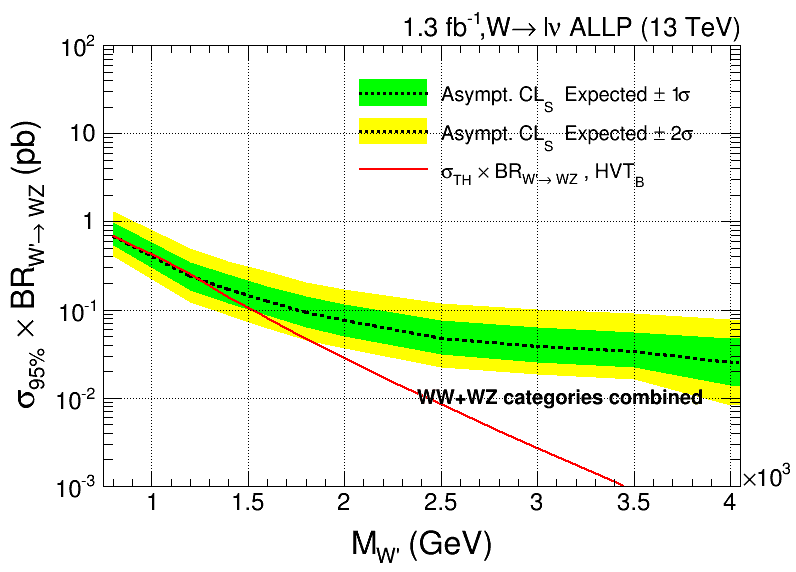 1.3 fb⁻¹,W→ lν ALLP (13 TeV)
σ₉₅% × BR_W'→ WZ (pb)
10²
10
1
10⁻¹
10⁻²
10⁻³
Asympt. CL_S Expected ± 1σ
Asympt. CL_S Expected ± 2σ
σ_TH × BR_W'→ WZ , HVT_B
WW+WZ categories combined
1 1.5 2 2.5 3 3.5 4
×10³
M_W' (GeV)